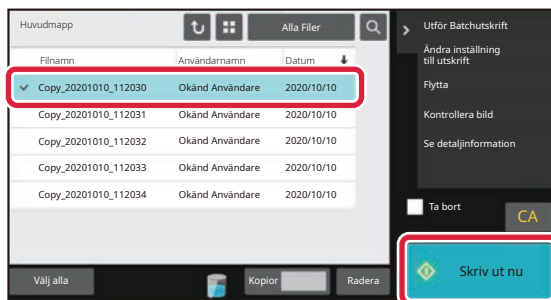 Huvudmapp
Alla Filer
Filnamn Användarnamn Datum
Copy_20201010_112030 Okänd Användare 2020/10/10
Copy_20201010_112031 Okänd Användare 2020/10/10
Copy_20201010_112032 Okänd Användare 2020/10/10
Copy_20201010_112033 Okänd Användare 2020/10/10
Copy_20201010_112034 Okänd Användare 2020/10/10
Välj alla
Kopior
Radera
Utför Batchutskrift
Ändra inställning
till utskrift
Flytta
Kontrollera bild
Se detaljinformation
Ta bort
CA
Skriv ut nu